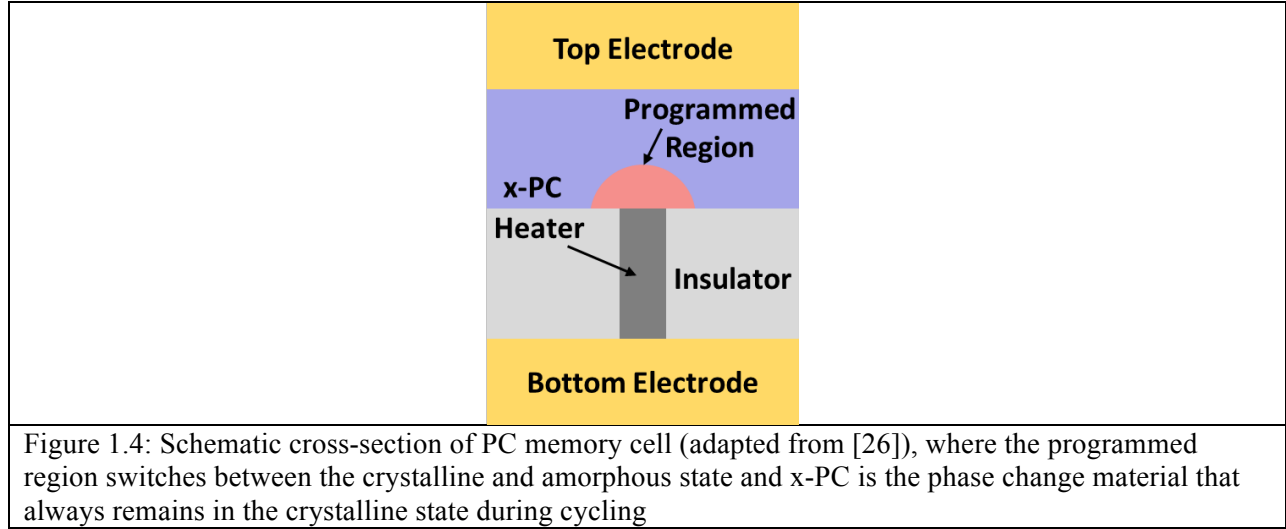 Top Electrode
Programmed
Region
x-PC
Heater
Insulator
Bottom Electrode
Figure 1.4: Schematic cross-section of PC memory cell (adapted from [26]), where the programmed
region switches between the crystalline and amorphous state and x-PC is the phase change material that
always remains in the crystalline state during cycling